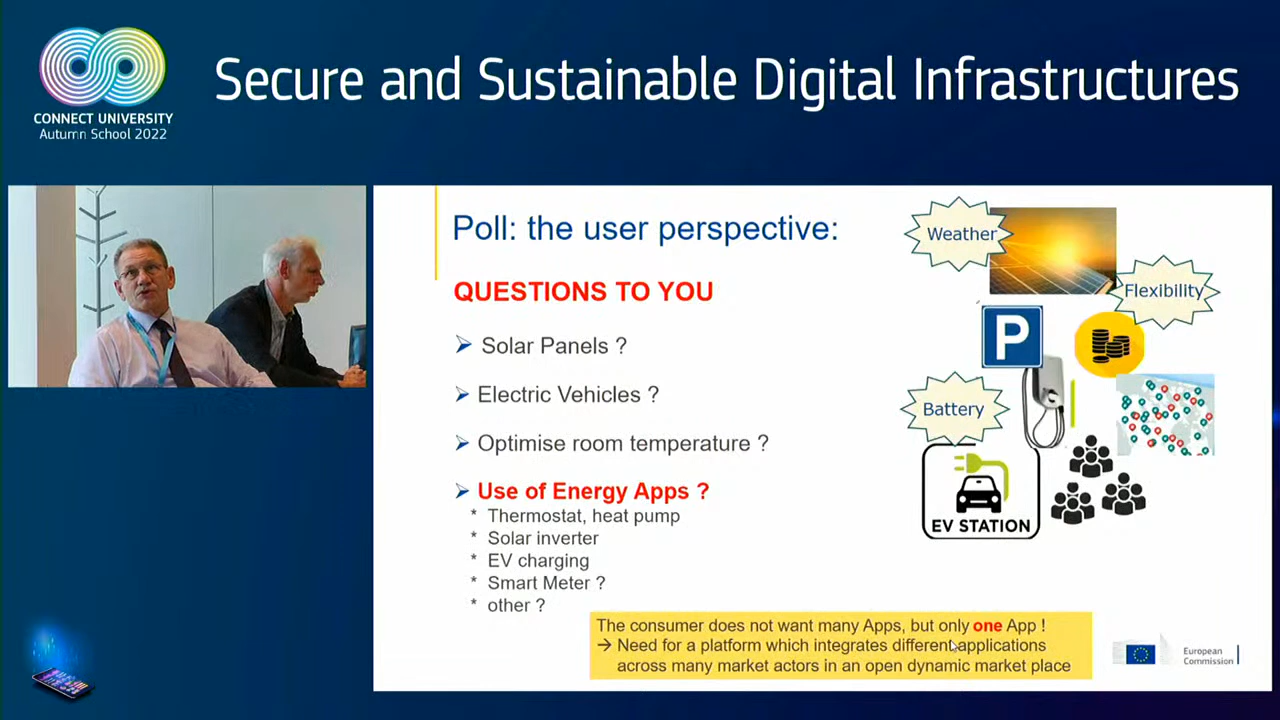 CONNECT UNIVERSITY
Autumn School 2022
Secure and Sustainable Digital Infrastructures
Poll: the user perspective:
QUESTIONS TO YOU
➢ Solar Panels ?
➢ Electric Vehicles ?
➢ Optimise room temperature ?
➢ Use of Energy Apps ?
* Thermostat, heat pump
* Solar inverter
* EV charging
* Smart Meter ?
* other ?
Weather
Flexibility
P
Battery
EV STATION
The consumer does not want many Apps, but only one App !
→ Need for a platform which integrates different applications
across many market actors in an open dynamic market place
European
Commission